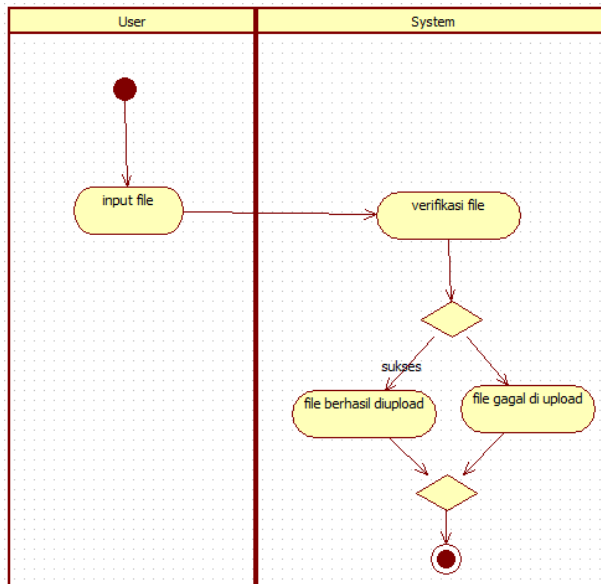 User
System
input file
verifikasi file
sukses
file berhasil diupload
file gagal di upload